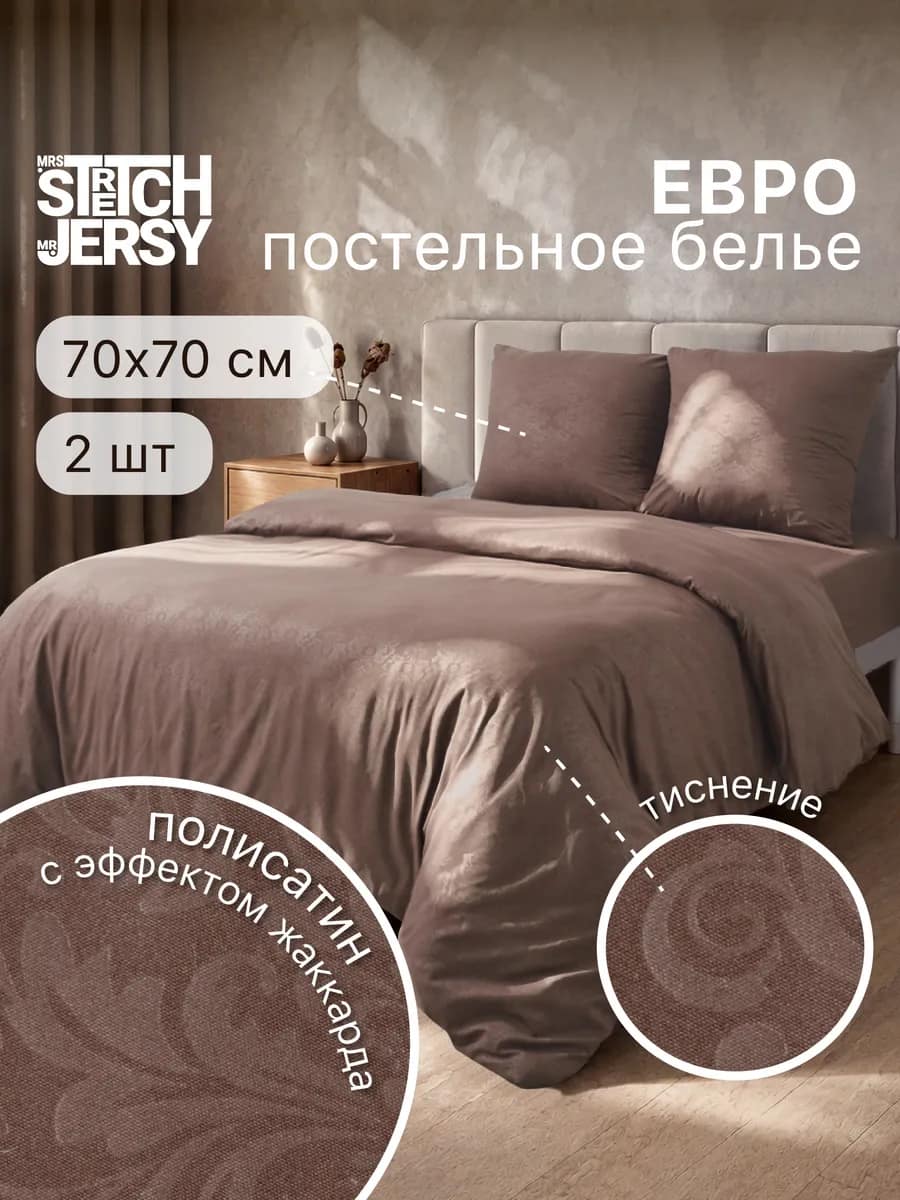 MRS
STRETCH
MR
JERSY
ЕВРО
постельное белье
70x70 см
2 шт
тиснение
полисатин
с эффектом жаккарда